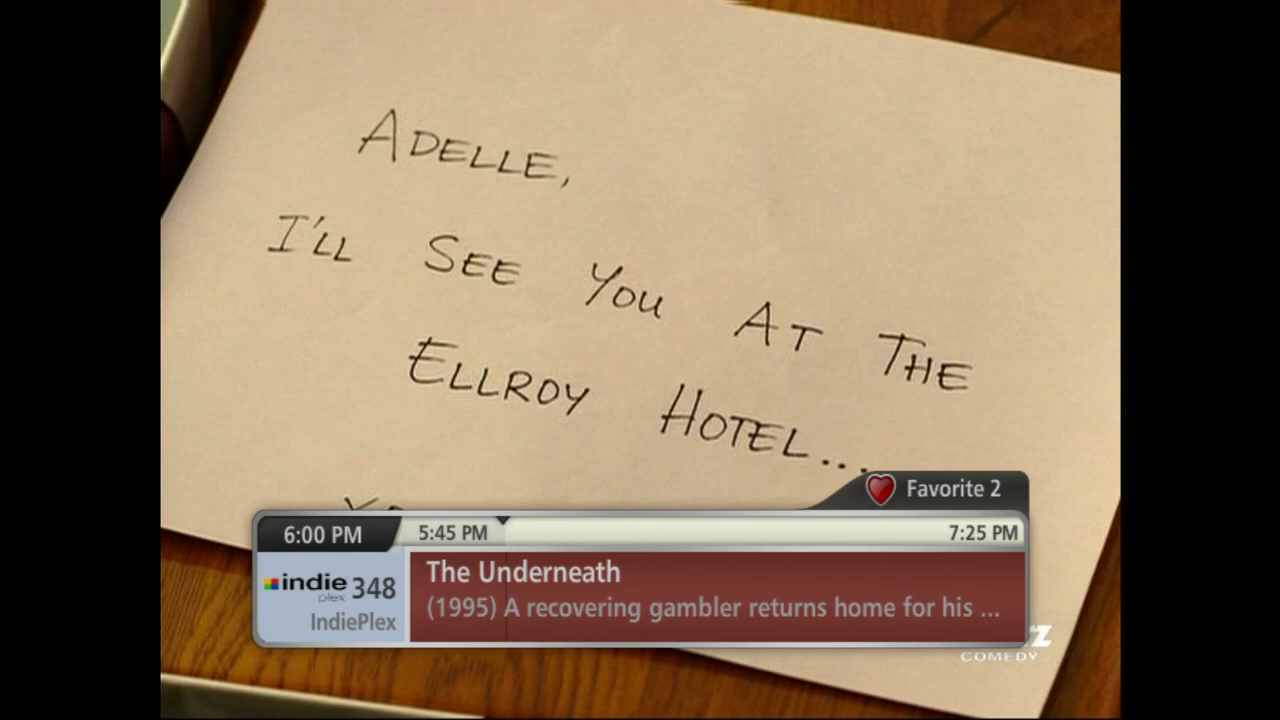 ADELLE,
I'LL SEE YOU AT THE
ELLROY HOTEL...
Favorite 2
6:00 PM
5:45 PM
7:25 PM
indie
plex
348
IndiePlex
The Underneath
(1995) A recovering gambler returns home for his ...
COMEDY